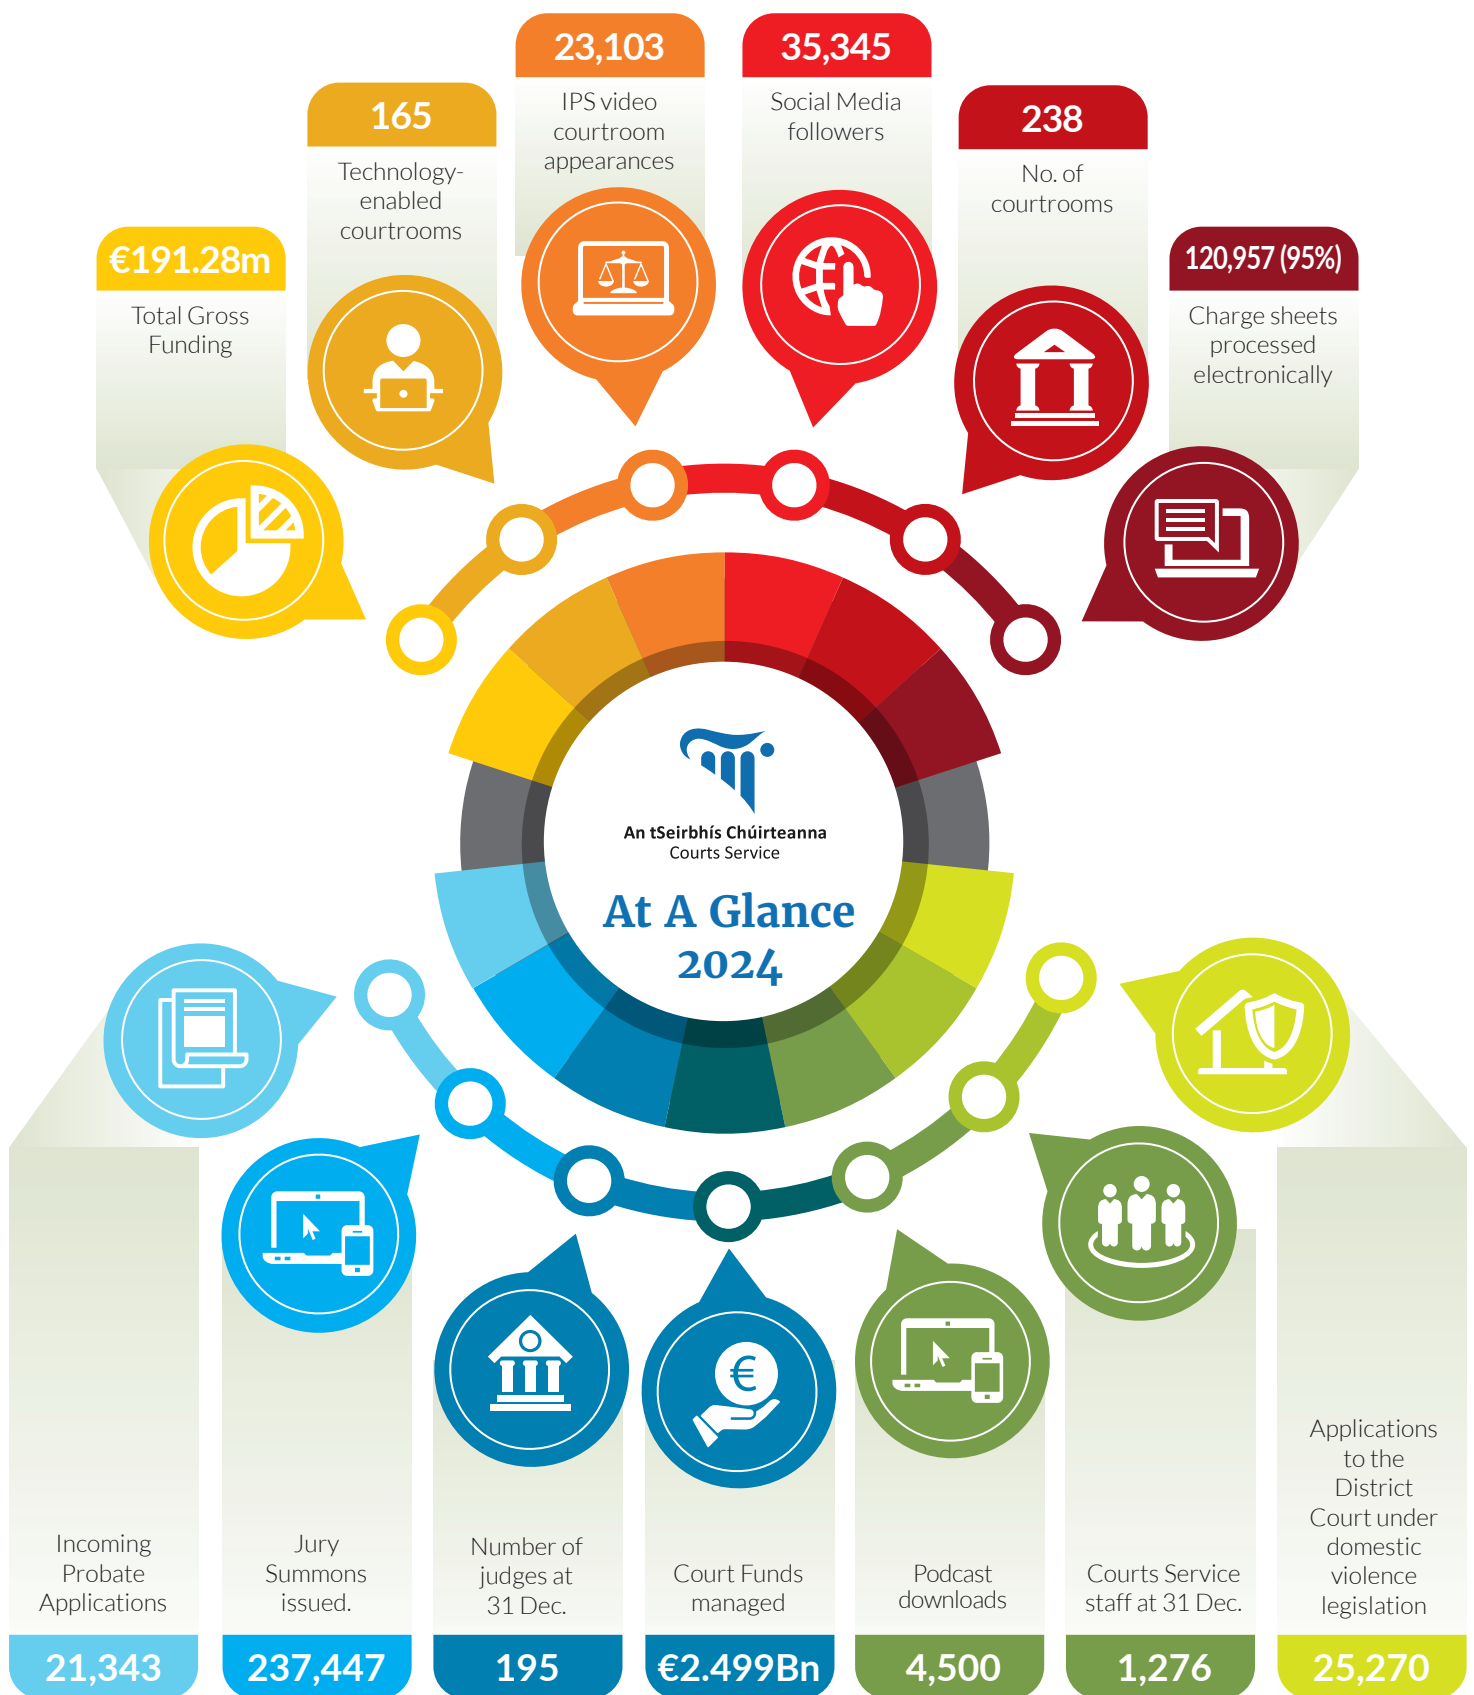 23,103
IPS video
courtroom
appearances
35,345
Social Media
followers
165
Technology-
enabled
courtrooms
238
No. of
courtrooms
€191.28m
Total Gross
Funding
120,957 (95%)
Charge sheets
processed
electronically
An tSeirbhís Chúirteanna
Courts Service
At A Glance
2024
€
Incoming
Probate
Applications
21,343
Jury
Summons
issued.
237,447
Number of
judges at
31 Dec.
195
Court Funds
managed
€2.499Bn
Podcast
downloads
4,500
Courts Service
staff at 31 Dec.
1,276
Applications
to the
District
Court under
domestic
violence
legislation
25,270